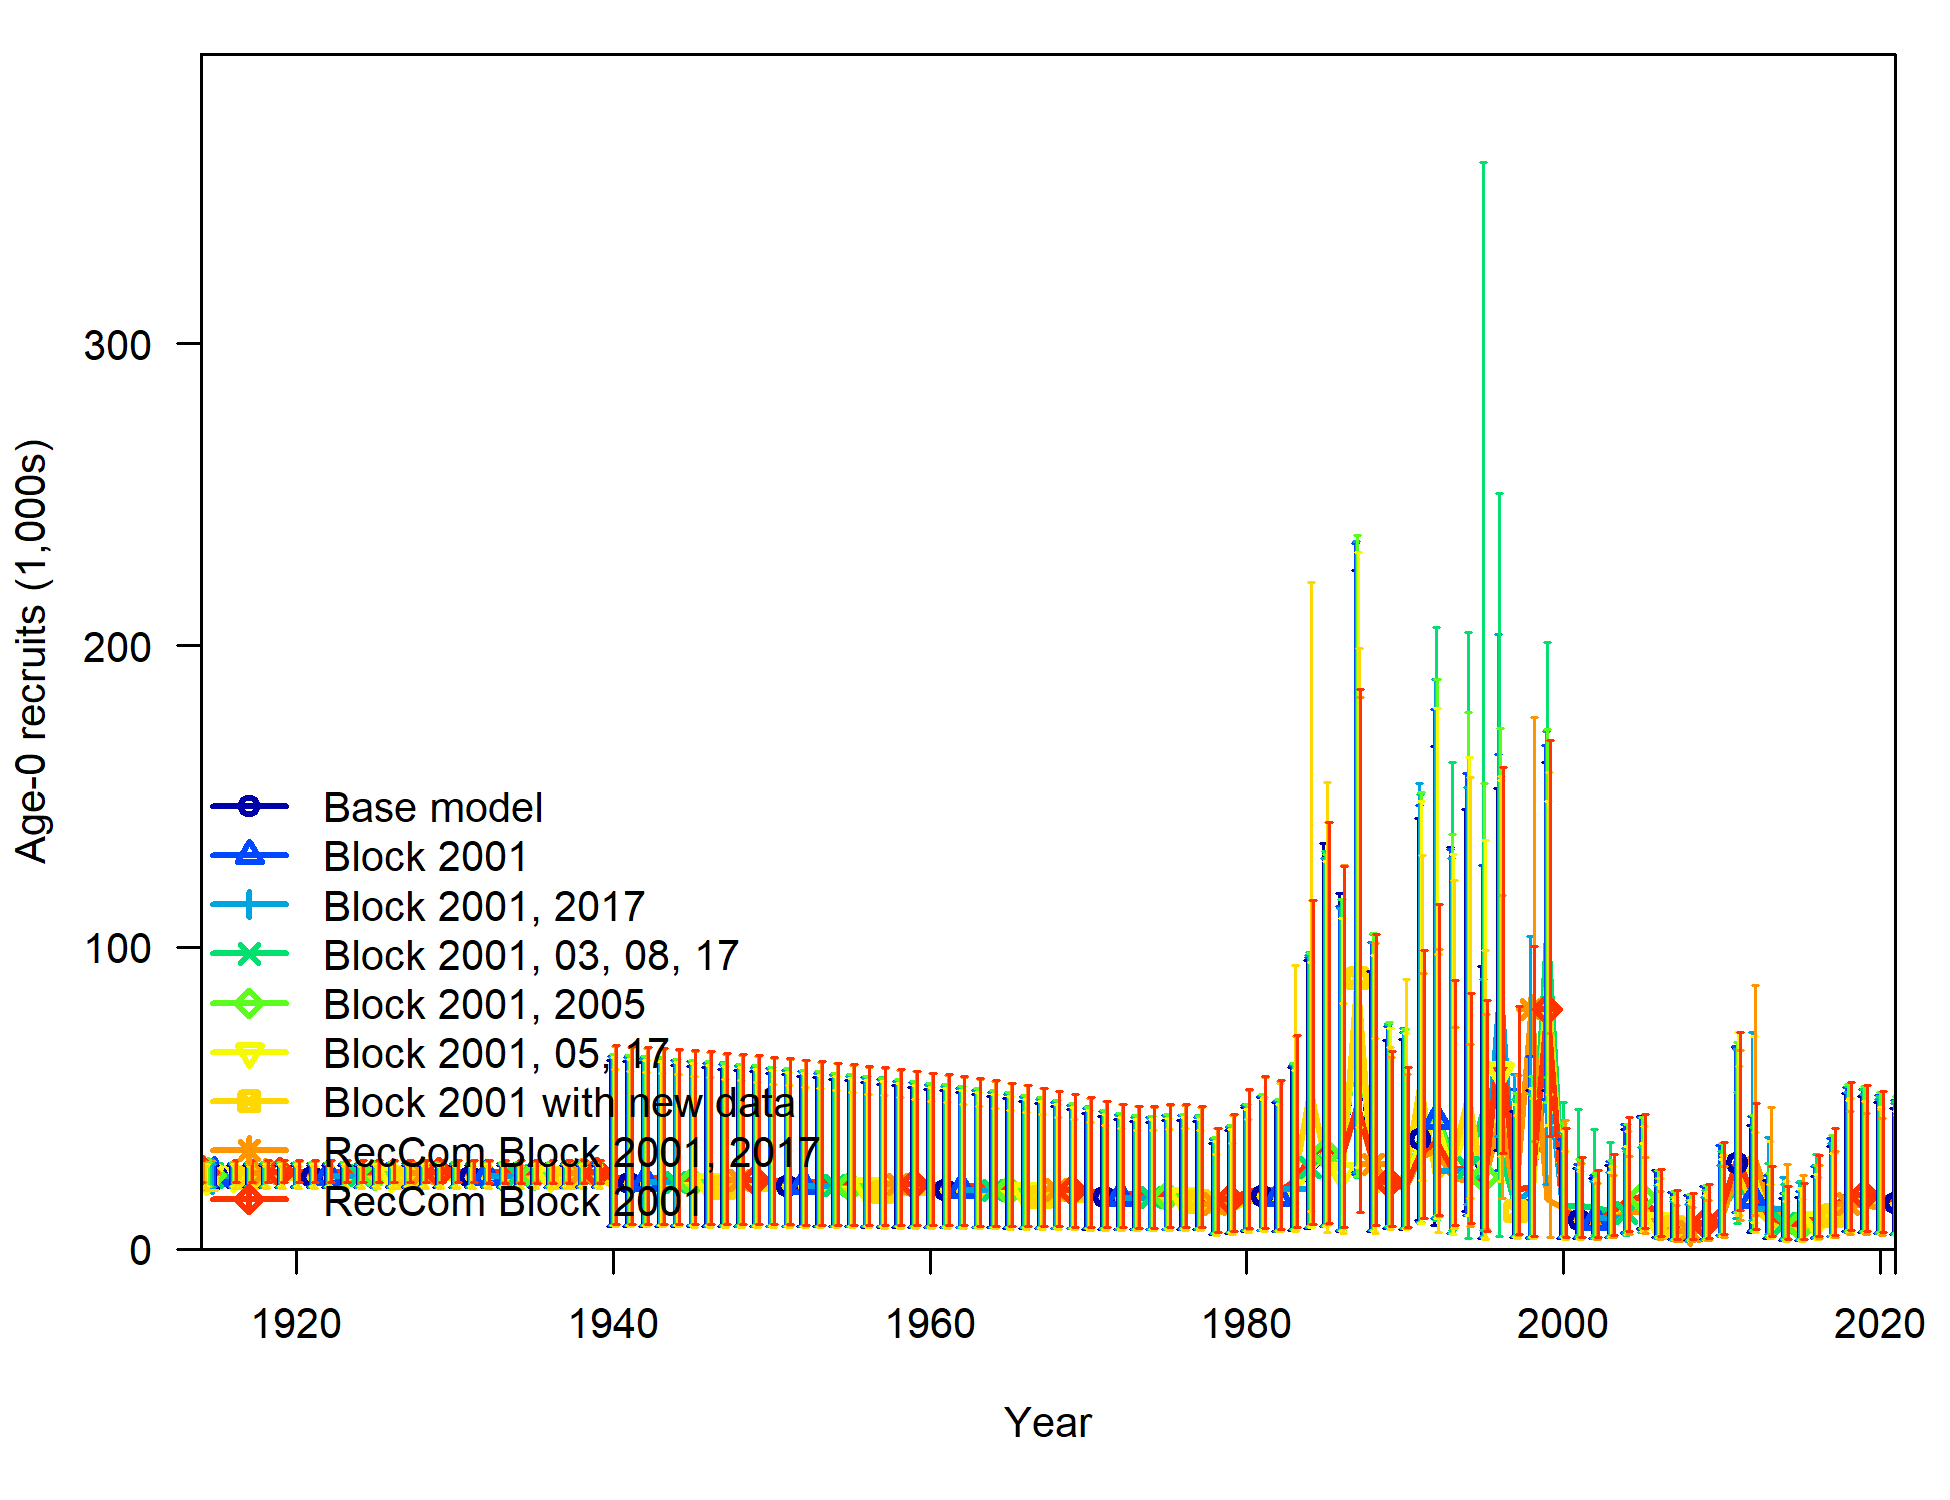 Age-0 recruits (1,000s)
300
200
100
0
Base model
Block 2001
Block 2001, 2017
Block 2001, 03, 08, 17
Block 2001, 2005
Block 2001, 05, 17
Block 2001 with new data
RecCom Block 2001, 2017
RecCom Block 2001
1920 1940 1960 1980 2000 2020
Year